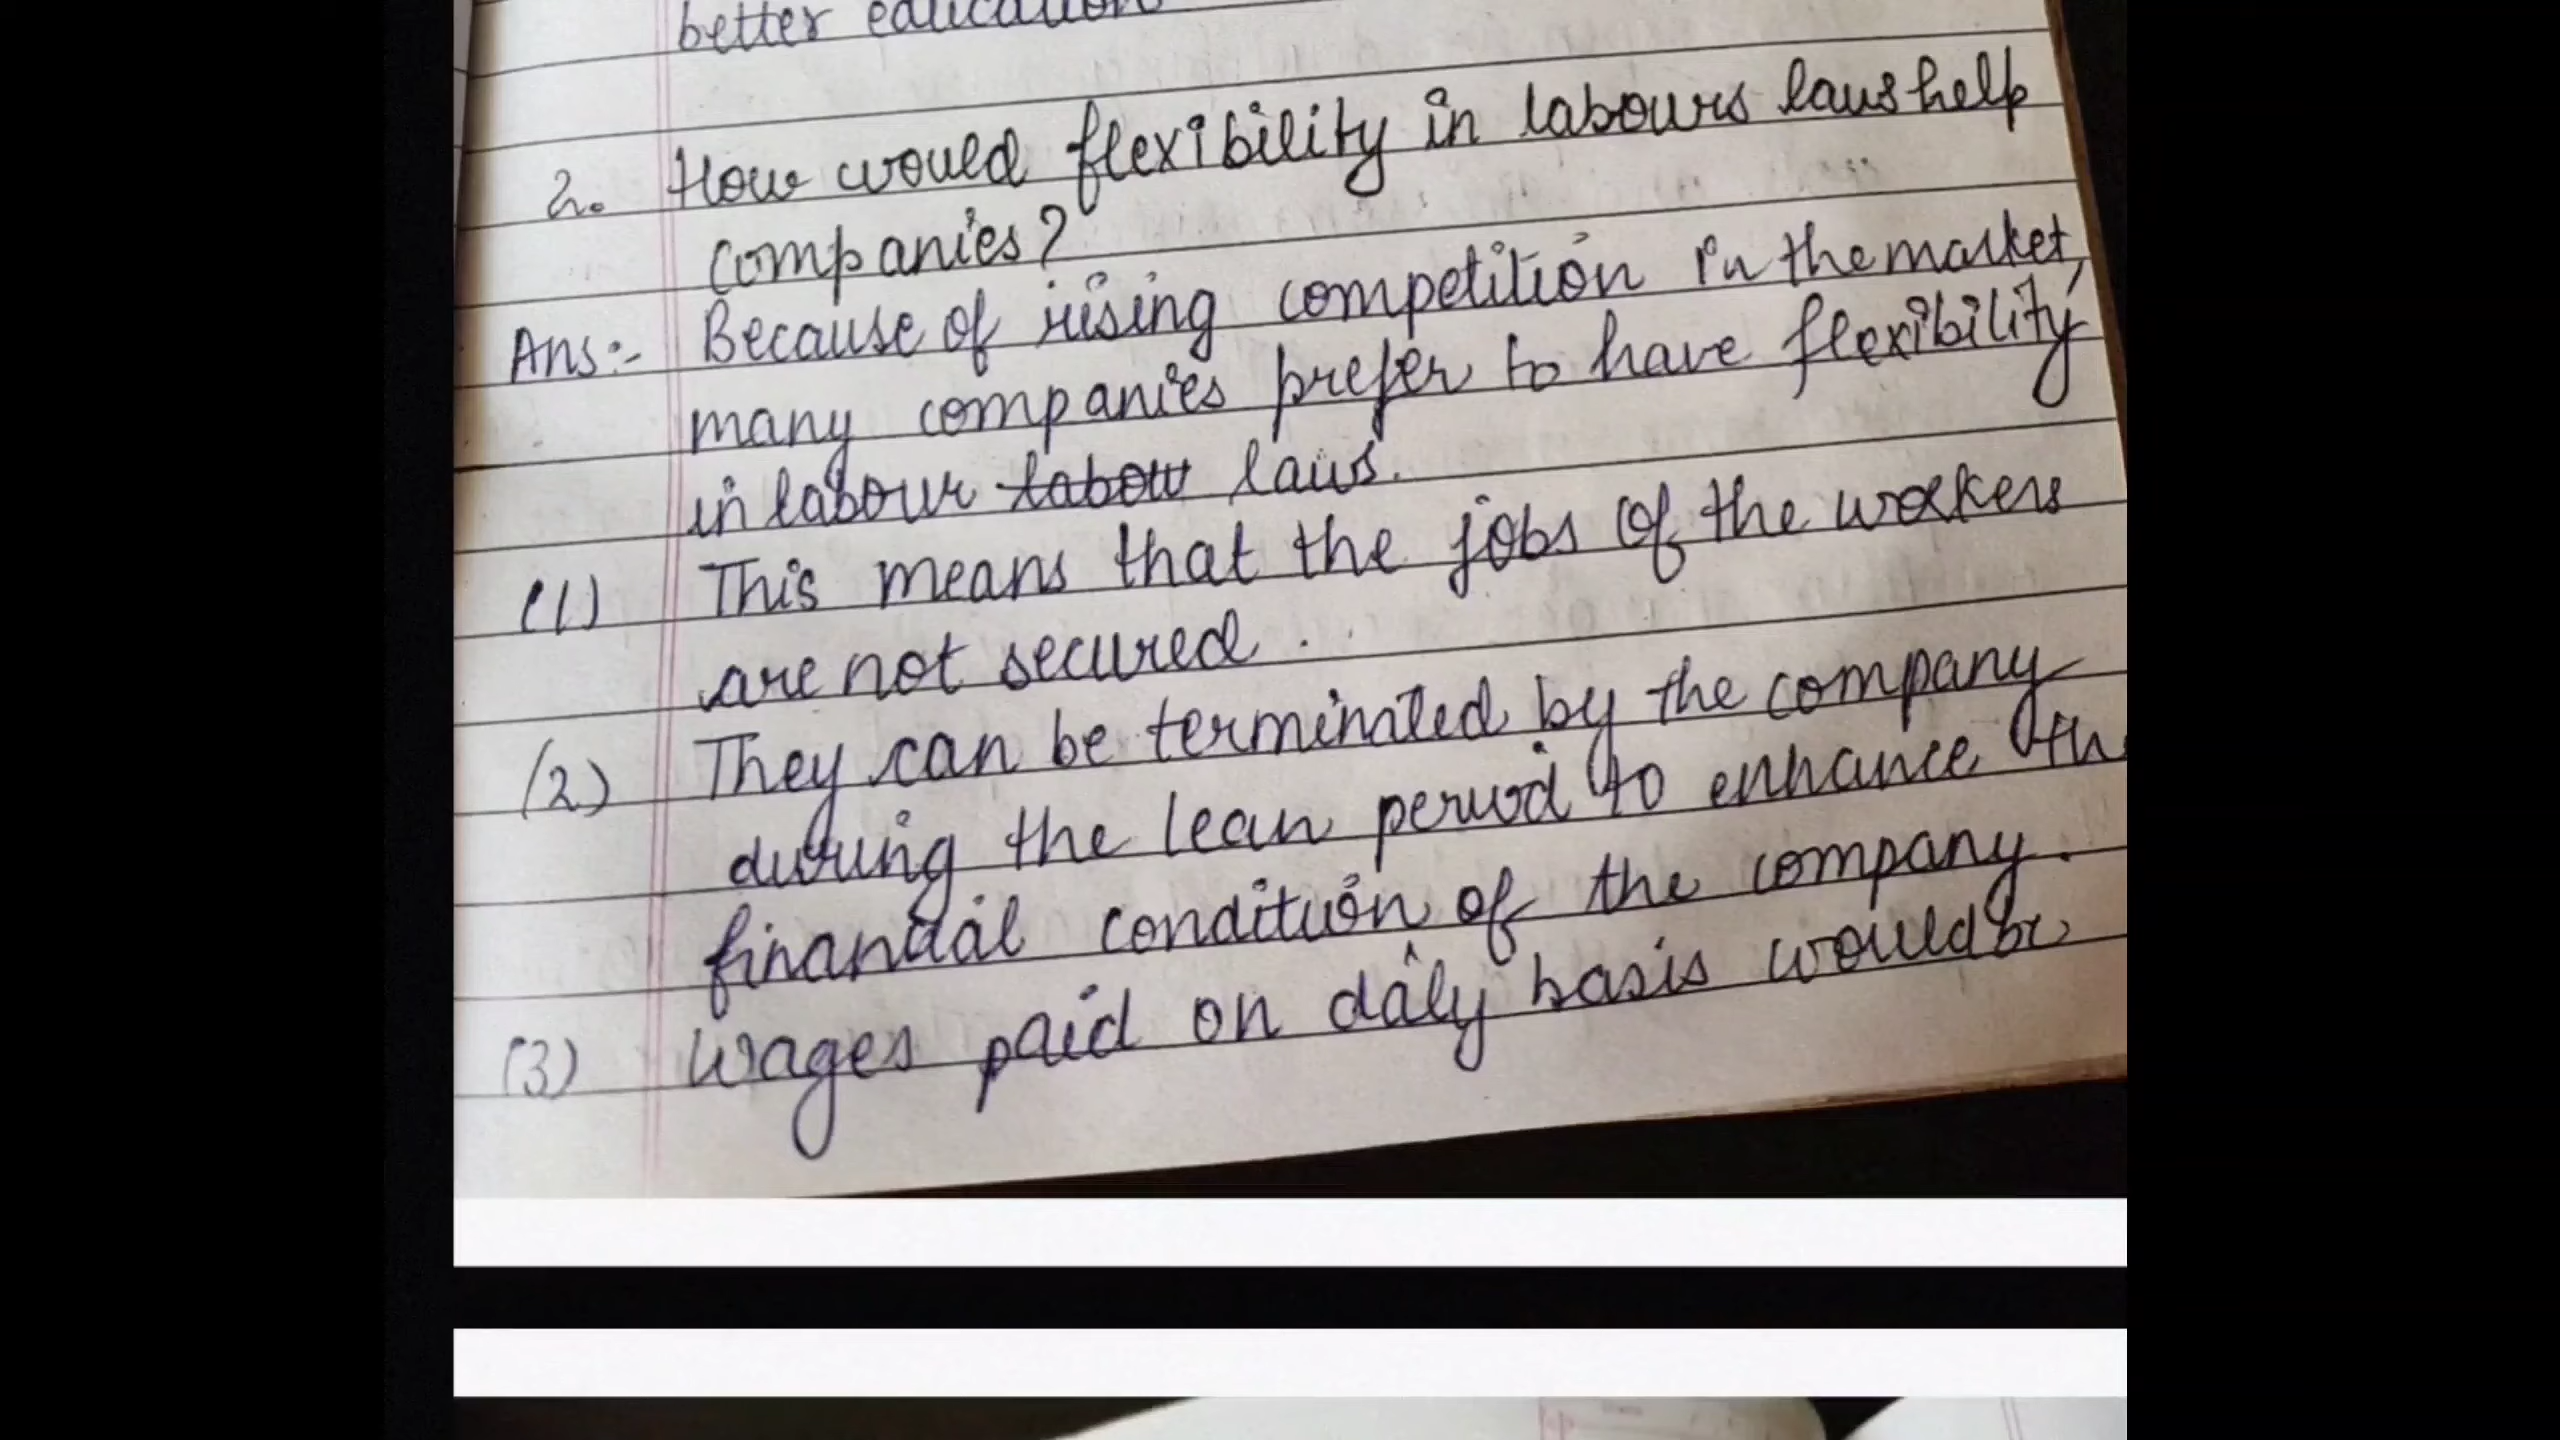 better education
2. How would flexibility in labours laws help
companies?
Ans:- Because of rising competition in the market,
many companies prefer to have flexibility
in labour labour laws.
(1) This means that the jobs of the workers
are not secured.
(2) They can be terminated by the company
during the lean period to enhance the
financial condition of the company.
(3) Wages paid on daily basis would be